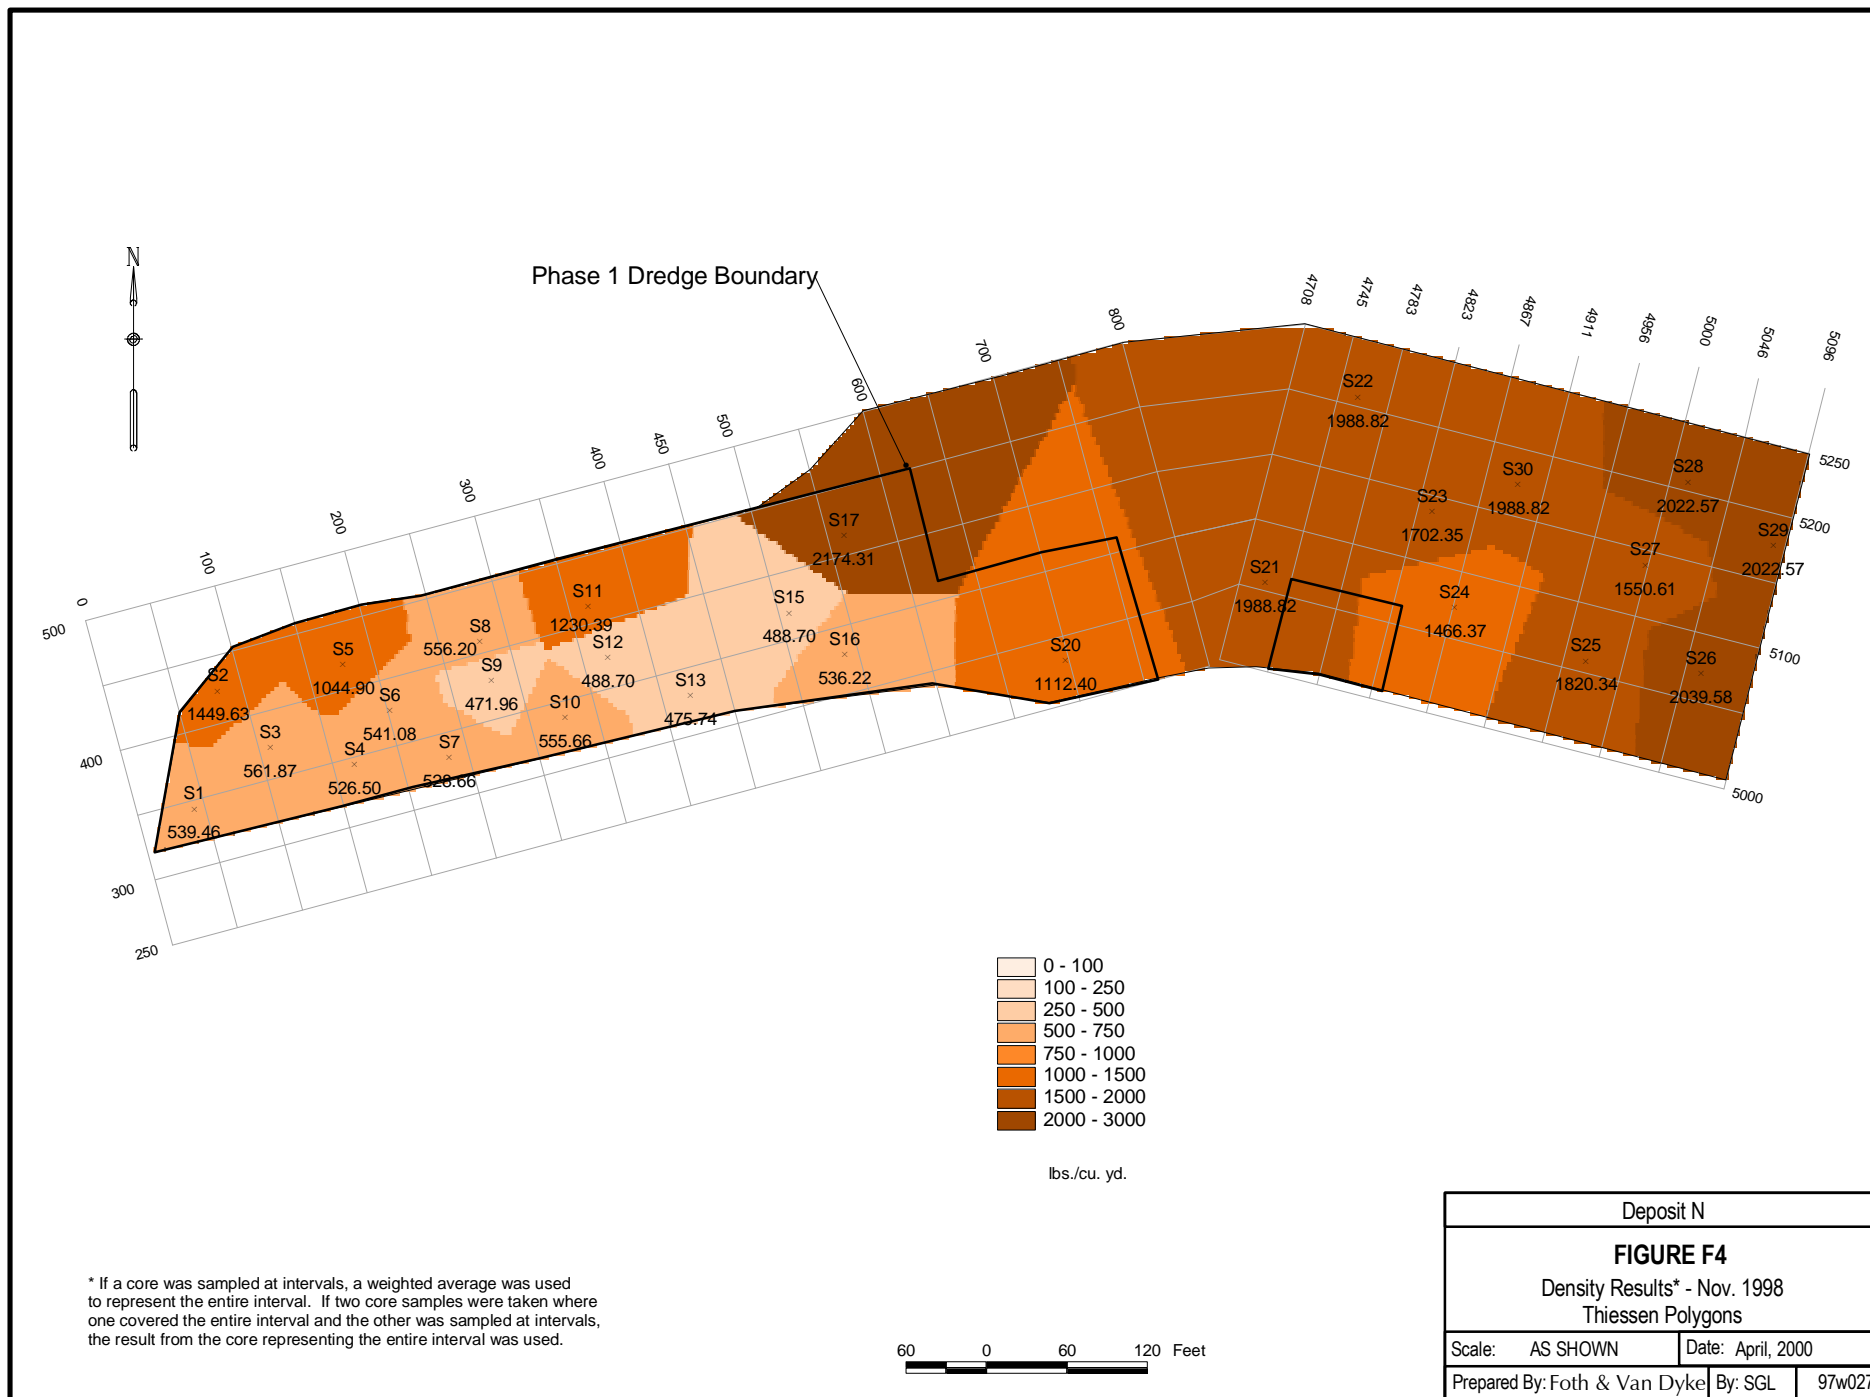 N
Phase 1 Dredge Boundary
0
100
200
300
400
450
500
600
700
800
4708
4745
4783
4823
4867
4911
4956
5000
5046
5096
500
400
300
250
5250
5200
5100
5000
S22
1988.82
S28
2022.57
S30
1988.82
S23
1702.35
S29
2022.57
S17
2174.31
S27
1550.61
S21
1988.82
S24
1466.37
S11
1230.39
S15
488.70
S8
556.20
S12
488.70
S16
536.22
S20
1112.40
S25
1820.34
S26
2039.58
S5
1044.90
S9
471.96
S2
1449.63
S13
475.74
S6
541.08
S10
555.66
S3
561.87
S4
526.50
S7
528.66
S1
539.46
0 - 100
100 - 250
250 - 500
500 - 750
750 - 1000
1000 - 1500
1500 - 2000
2000 - 3000
lbs./cu. yd.
* If a core was sampled at intervals, a weighted average was used
to represent the entire interval. If two core samples were taken where
one covered the entire interval and the other was sampled at intervals,
the result from the core representing the entire interval was used.
60 0 60 120 Feet
Deposit N
FIGURE F4
Density Results* - Nov. 1998
Thiessen Polygons
Scale: AS SHOWN Date: April, 2000
Prepared By: Foth & Van Dyke By: SGL 97w027